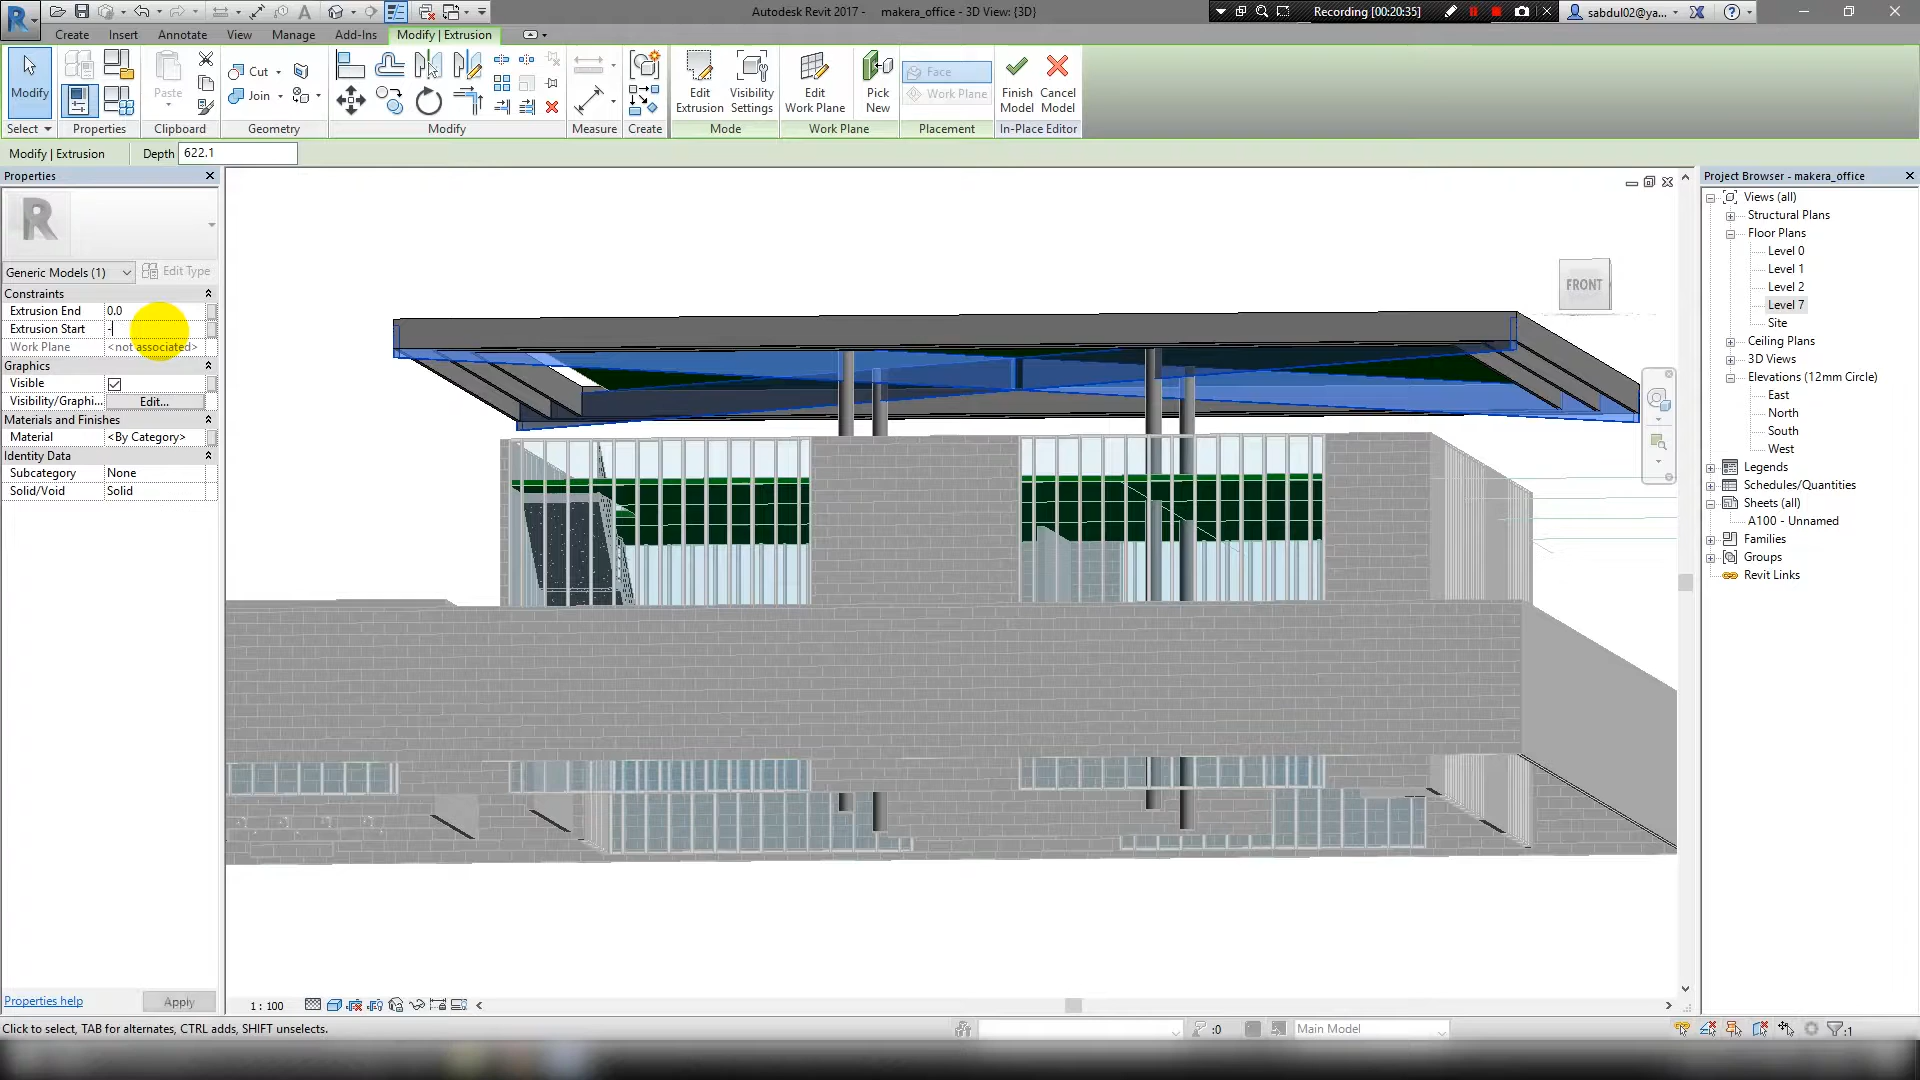 Autodesk Revit 2017 - makera_office - 3D View: {3D}
Recording [00:20:35]
sabdul02@ya...
Create Insert Annotate View Manage Add-Ins Modify | Extrusion
Modify
Paste
Cut
Join
Edit Extrusion
Visibility Settings
Edit Work Plane
Pick New
Face
Work Plane
Finish Model
Cancel Model
Select Properties Clipboard Geometry Modify Measure Create Mode Work Plane Placement In-Place Editor
Modify | Extrusion Depth 622.1
Properties
R
Generic Models (1) Edit Type
Constraints
Extrusion End 0.0
Extrusion Start -
Work Plane <not associated>
Graphics
Visible
Visibility/Graphi... Edit...
Materials and Finishes
Material <By Category>
Identity Data
Subcategory None
Solid/Void Solid
Properties help Apply
FRONT
1 : 100
Project Browser - makera_office
Views (all)
Structural Plans
Floor Plans
Level 0
Level 1
Level 2
Level 7
Site
Ceiling Plans
3D Views
Elevations (12mm Circle)
East
North
South
West
Legends
Schedules/Quantities
Sheets (all)
A100 - Unnamed
Families
Groups
Revit Links
Click to select, TAB for alternates, CTRL adds, SHIFT unselects.
:0
Main Model
:1